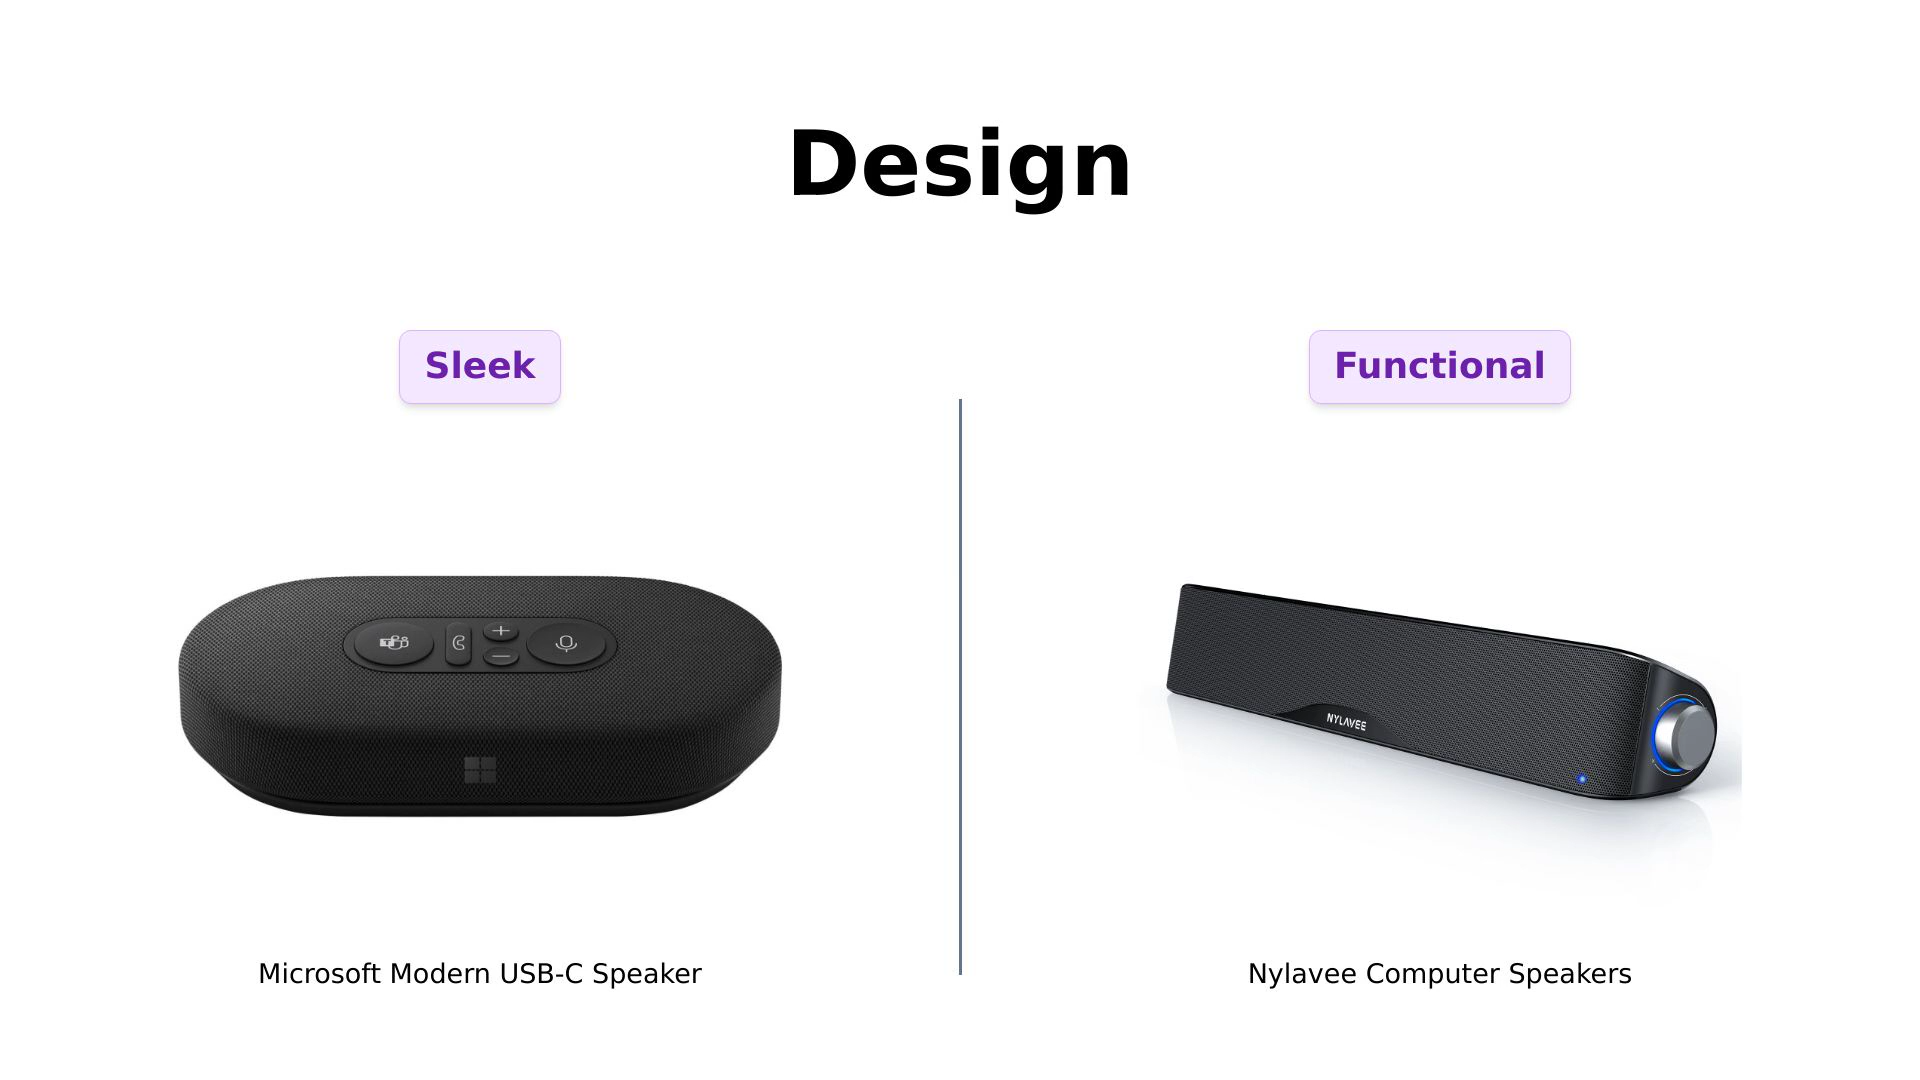 Design
Sleek
Functional
NYLAVEE
Microsoft Modern USB-C Speaker
Nylavee Computer Speakers